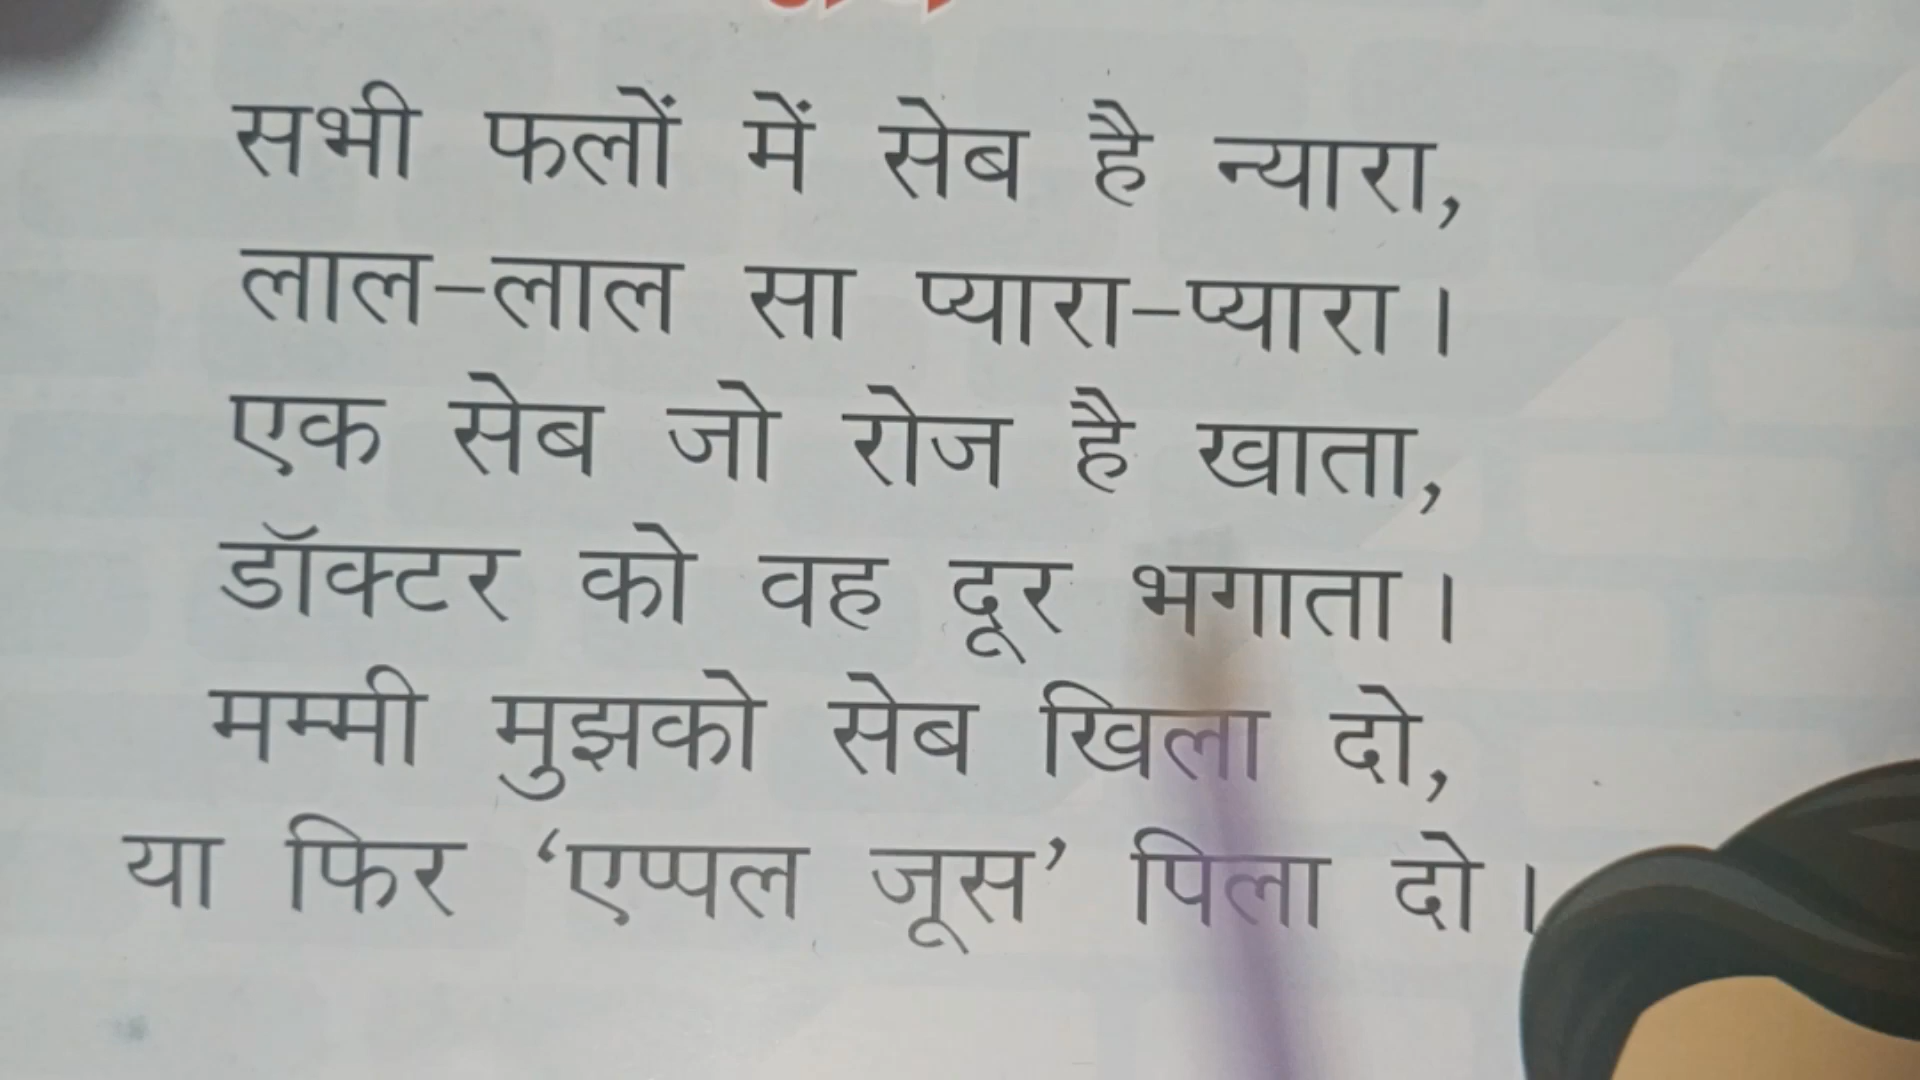 सभी फलों में सेब है न्यारा,
लाल-लाल सा प्यारा-प्यारा।
एक सेब जो रोज है खाता,
डॉक्टर को वह दूर भगाता।
मम्मी मुझको सेब खिला दो,
या फिर ‘एप्पल जूस’ पिला दो।